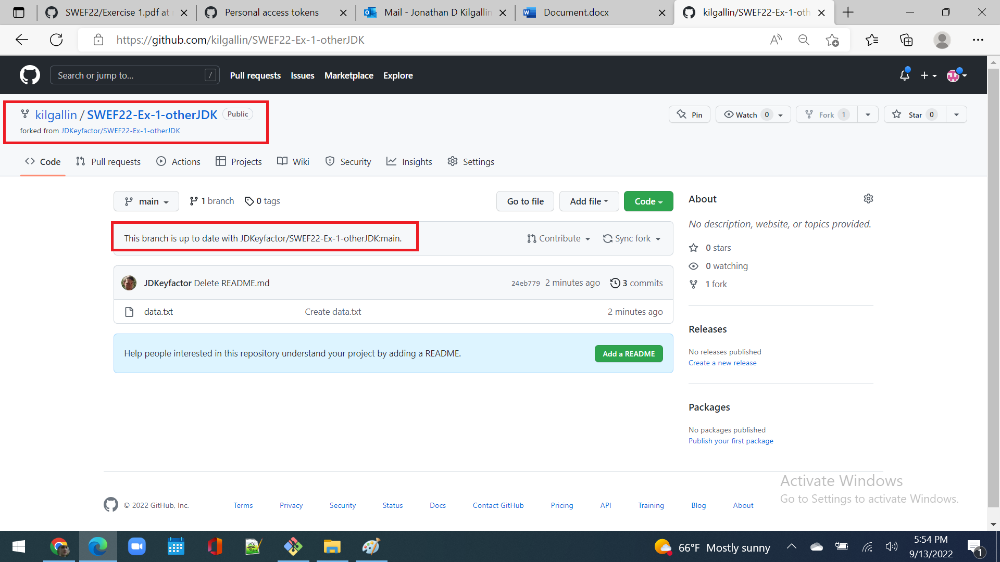 SWEF22/Exercise 1.pdf at
Personal access tokens
Mail - Jonathan D Kilgallin
Document.docx
kilgallin/SWEF22-Ex-1-oth
https://github.com/kilgallin/SWEF22-Ex-1-otherJDK
Search or jump to...
/
Pull requests
Issues
Marketplace
Explore
kilgallin / SWEF22-Ex-1-otherJDK Public
forked from JDKeyfactor/SWEF22-Ex-1-otherJDK
Pin
Watch 0
Fork 1
Star 0
Code
Pull requests
Actions
Projects
Wiki
Security
Insights
Settings
main
1 branch
0 tags
Go to file
Add file
Code
This branch is up to date with JDKeyfactor/SWEF22-Ex-1-otherJDK:main.
Contribute
Sync fork
JDKeyfactor Delete README.md
24eb779 2 minutes ago
3 commits
data.txt
Create data.txt
2 minutes ago
Help people interested in this repository understand your project by adding a README.
Add a README
About
No description, website, or topics provided.
0 stars
0 watching
1 fork
Releases
No releases published
Create a new release
Packages
No packages published
Publish your first package
Activate Windows
Go to Settings to activate Windows.
© 2022 GitHub, Inc.
Terms
Privacy
Security
Status
Docs
Contact GitHub
Pricing
API
Training
Blog
About
66°F Mostly sunny
5:54 PM
9/13/2022
1